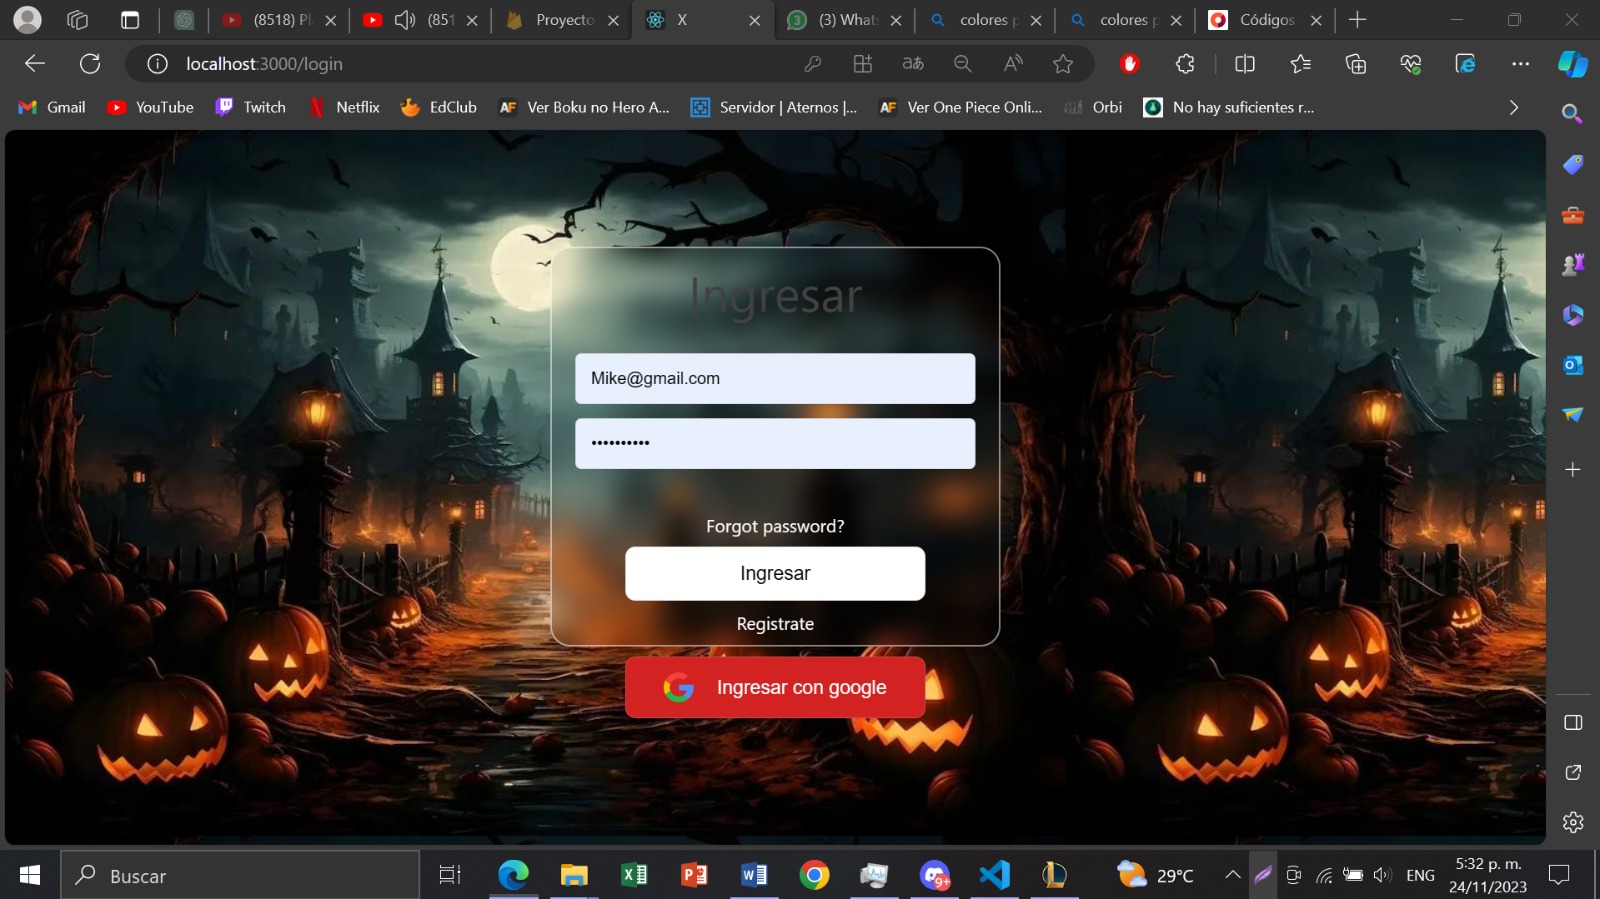 (8518) Pl
(851
Proyecto
X
(3) Whats
colores p
colores p
Códigos
localhost:3000/login
Gmail
YouTube
Twitch
Netflix
EdClub
Ver Boku no Hero A...
Servidor | Aternos |...
Ver One Piece Onli...
Orbi
No hay suficientes r...
Ingresar
Mike@gmail.com
Forgot password?
Ingresar
Registrate
Ingresar con google
Buscar
9+
29°C
ENG
5:32 p. m.
24/11/2023